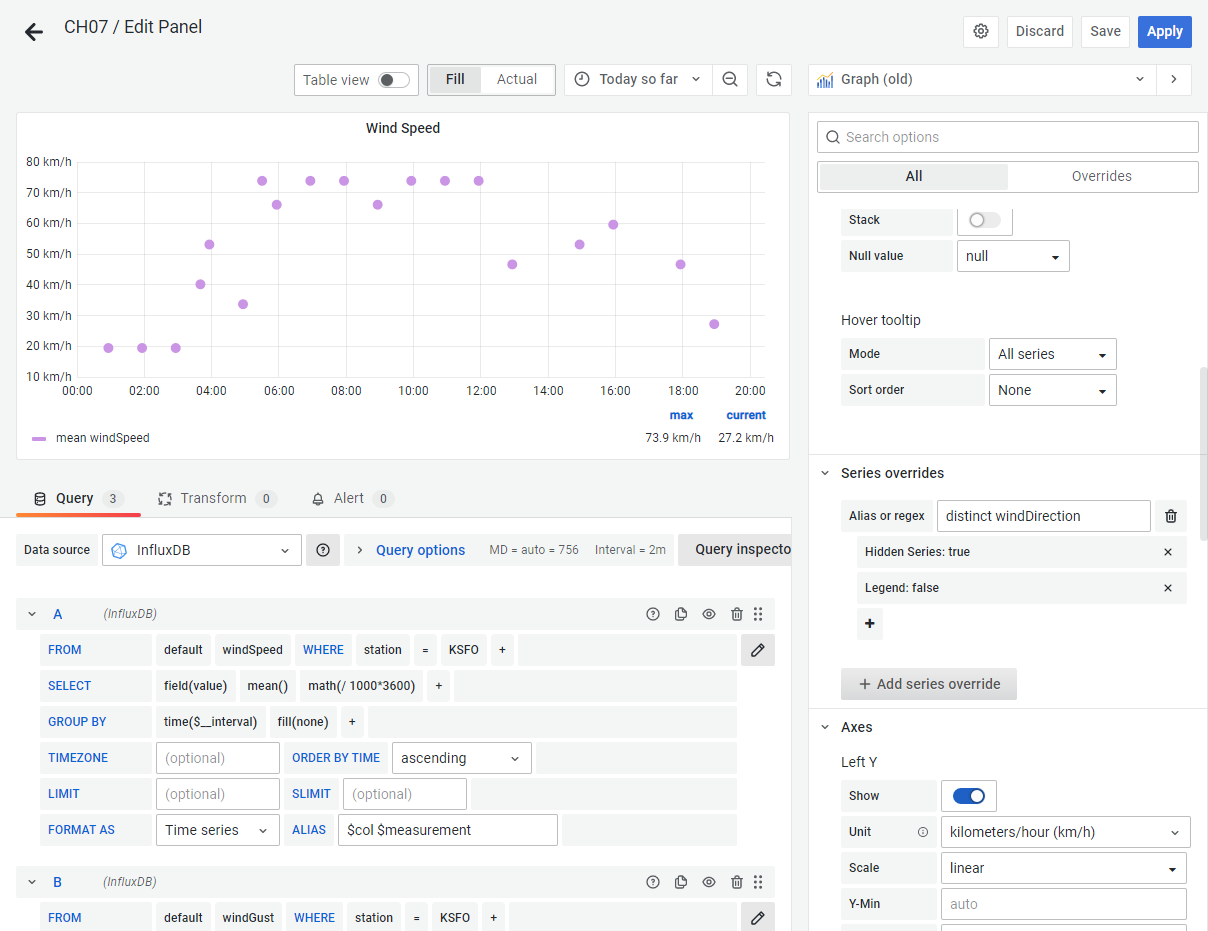 CH07 / Edit Panel
Discard
Save
Apply
Table view
Fill
Actual
Today so far
Graph (old)
Wind Speed
80 km/h
70 km/h
60 km/h
50 km/h
40 km/h
30 km/h
20 km/h
10 km/h
00:00 02:00 04:00 06:00 08:00 10:00 12:00 14:00 16:00 18:00 20:00
max current
mean windSpeed 73.9 km/h 27.2 km/h
Query 3
Transform 0
Alert 0
Data source InfluxDB
Query options MD = auto = 756 Interval = 2m
Query inspecto
A (InfluxDB)
FROM default windSpeed WHERE station = KSFO +
SELECT field(value) mean() math(/ 1000*3600) +
GROUP BY time($__interval) fill(none) +
TIMEZONE (optional) ORDER BY TIME ascending
LIMIT (optional) SLIMIT (optional)
FORMAT AS Time series ALIAS $col $measurement
B (InfluxDB)
FROM default windGust WHERE station = KSFO +
Search options
All
Overrides
Stack
Null value null
Hover tooltip
Mode All series
Sort order None
Series overrides
Alias or regex distinct windDirection
Hidden Series: true
Legend: false
+
+ Add series override
Axes
Left Y
Show
Unit kilometers/hour (km/h)
Scale linear
Y-Min auto